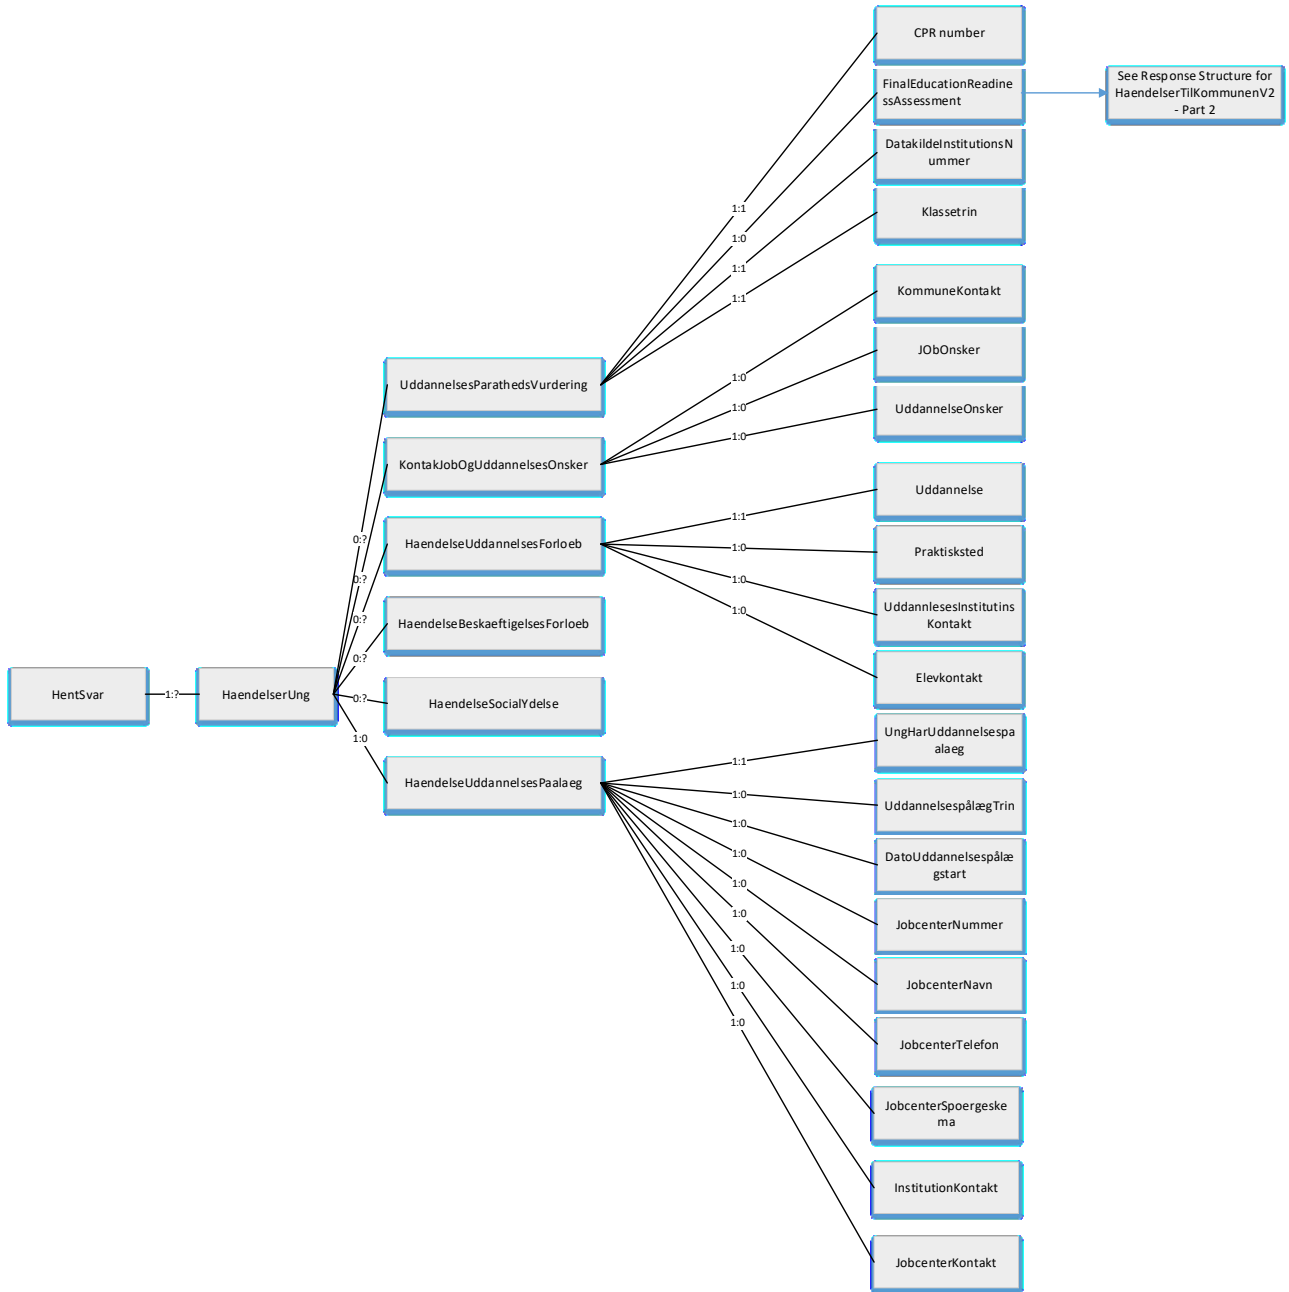 CPR number
FinalEducationReadine
ssAssessment
See Response Structure for
HaendelserTilKommunenV2
- Part 2
DatakildeInstitutionsN
ummer
Klassetrin
1:1
1:0
1:1
1:1
KommuneKontakt
JObOnsker
UddannelseOnsker
UddannelsesParathedsVurdering
1:0
1:0
1:0
KontakJobOgUddannelsesOnsker
Uddannelse
Praktisksted
UddannlesesInstitutins
Kontakt
Elevkontakt
1:1
1:0
1:0
1:0
HaendelseUddannelsesForloeb
HaendelseBeskaeftigelsesForloeb
0:?
0:?
0:?
0:?
0:?
1:0
HentSvar
1:?
HaendelserUng
HaendelseSocialYdelse
HaendelseUddannelsesPaalaeg
UngHarUddannelsesp
aalaeg
UddannelsespålægTrin
DatoUddannelsespålæ
gstart
JobcenterNummer
JobcenterNavn
JobcenterTelefon
JobcenterSpoergeske
ma
InstitutionKontakt
JobcenterKontakt
1:1
1:0
1:0
1:0
1:0
1:0
1:0
1:0
1:0